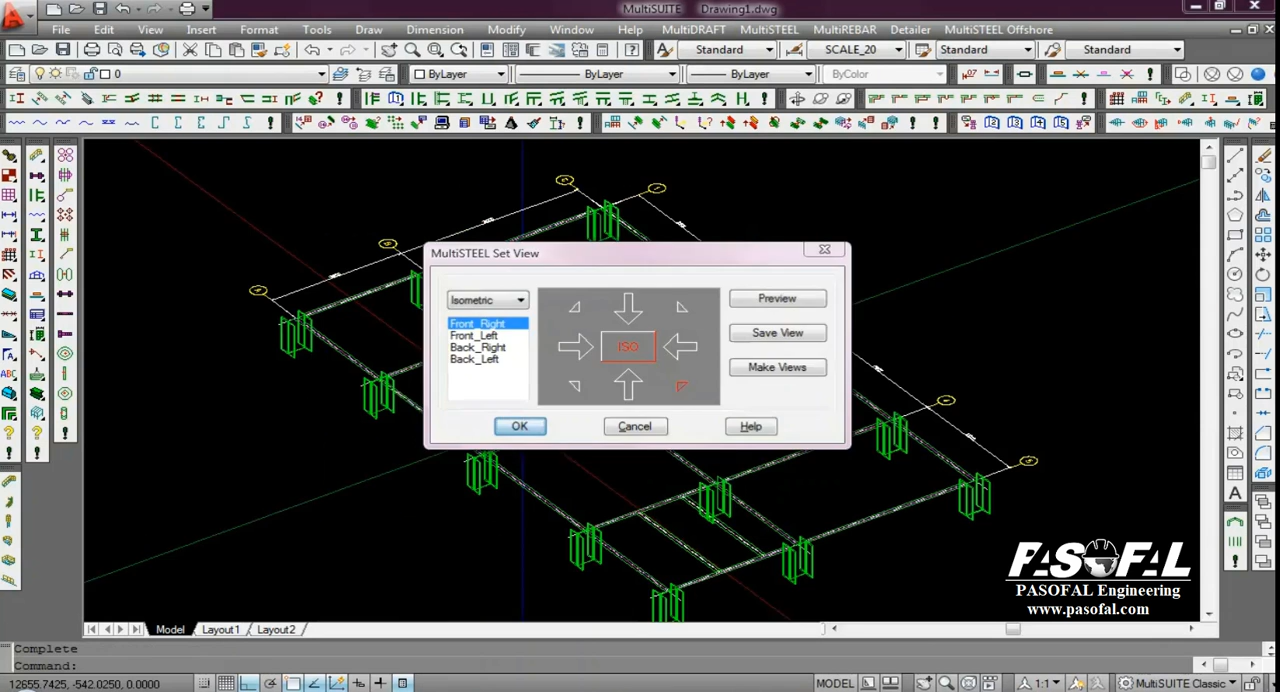 MultiSUITE Drawing1.dwg
File Edit View Insert Format Tools Draw Dimension Modify Window Help MultiDRAFT MultiSTEEL MultiREBAR Detailer MultiSTEEL Offshore
Standard SCALE_20 Standard Standard
0 ByLayer ByLayer ByLayer ByColor
MultiSTEEL Set View
Isometric
Front_Right
Front_Left
Back_Right
Back_Left
ISO
Preview
Save View
Make Views
OK Cancel Help
PASOFAL
PASOFAL Engineering
www.pasofal.com
Model Layout1 Layout2
Complete
Command:
12655.7425, -542.0250, 0.0000 MODEL 1:1 MultiSUITE Classic